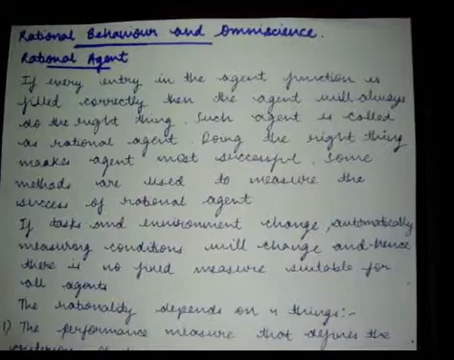 Rational Behaviour and Omniscience.
Rational Agent
If every entry in the agent function is
filled correctly then the agent will always
do the right thing. Such agent is called
as rational agent. Doing the right thing
makes agent most successful. Some
methods are used to measure the
success of rational agent
If tasks and environment change, automatically
measuring conditions will change and hence
there is no fixed measure suitable for
all agents
The rationality depends on 4 things:-
1) The performance measure that defines the